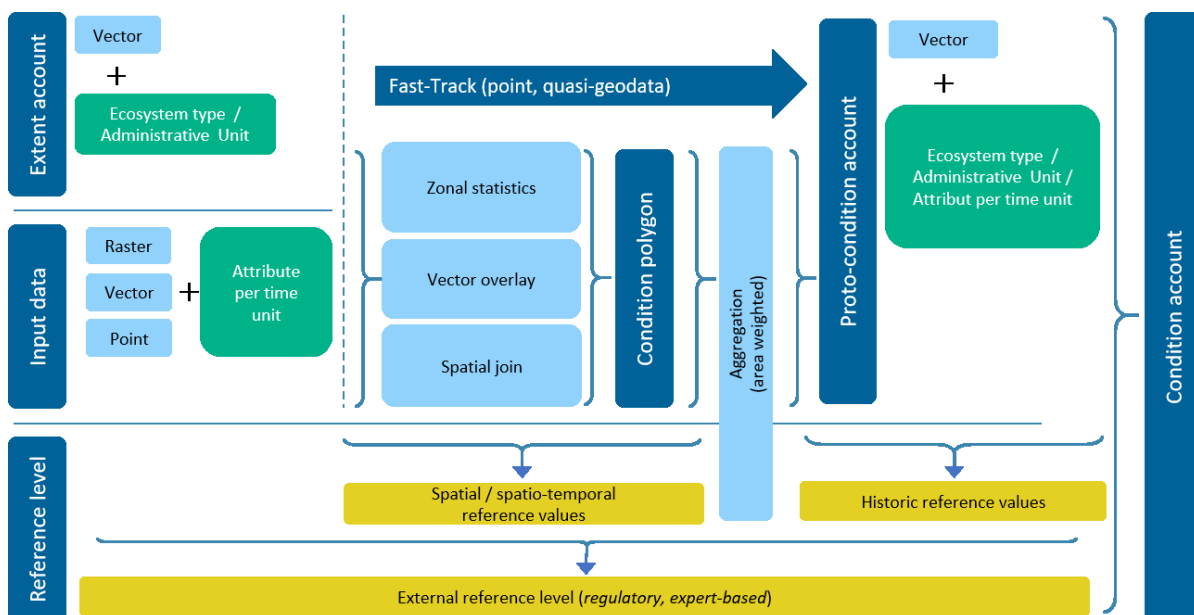 Extent account
Vector
+
Ecosystem type /
Administrative Unit
Input data
Raster
Vector
Point
+
Attribute
per time
unit
Fast-Track (point, quasi-geodata)
Zonal statistics
Vector overlay
Spatial join
Condition polygon
Aggregation
(area weighted)
Proto-condition account
Vector
+
Ecosystem type /
Administrative Unit /
Attribut per time unit
Condition account
Reference level
Spatial / spatio-temporal
reference values
Historic reference values
External reference level (regulatory, expert-based)